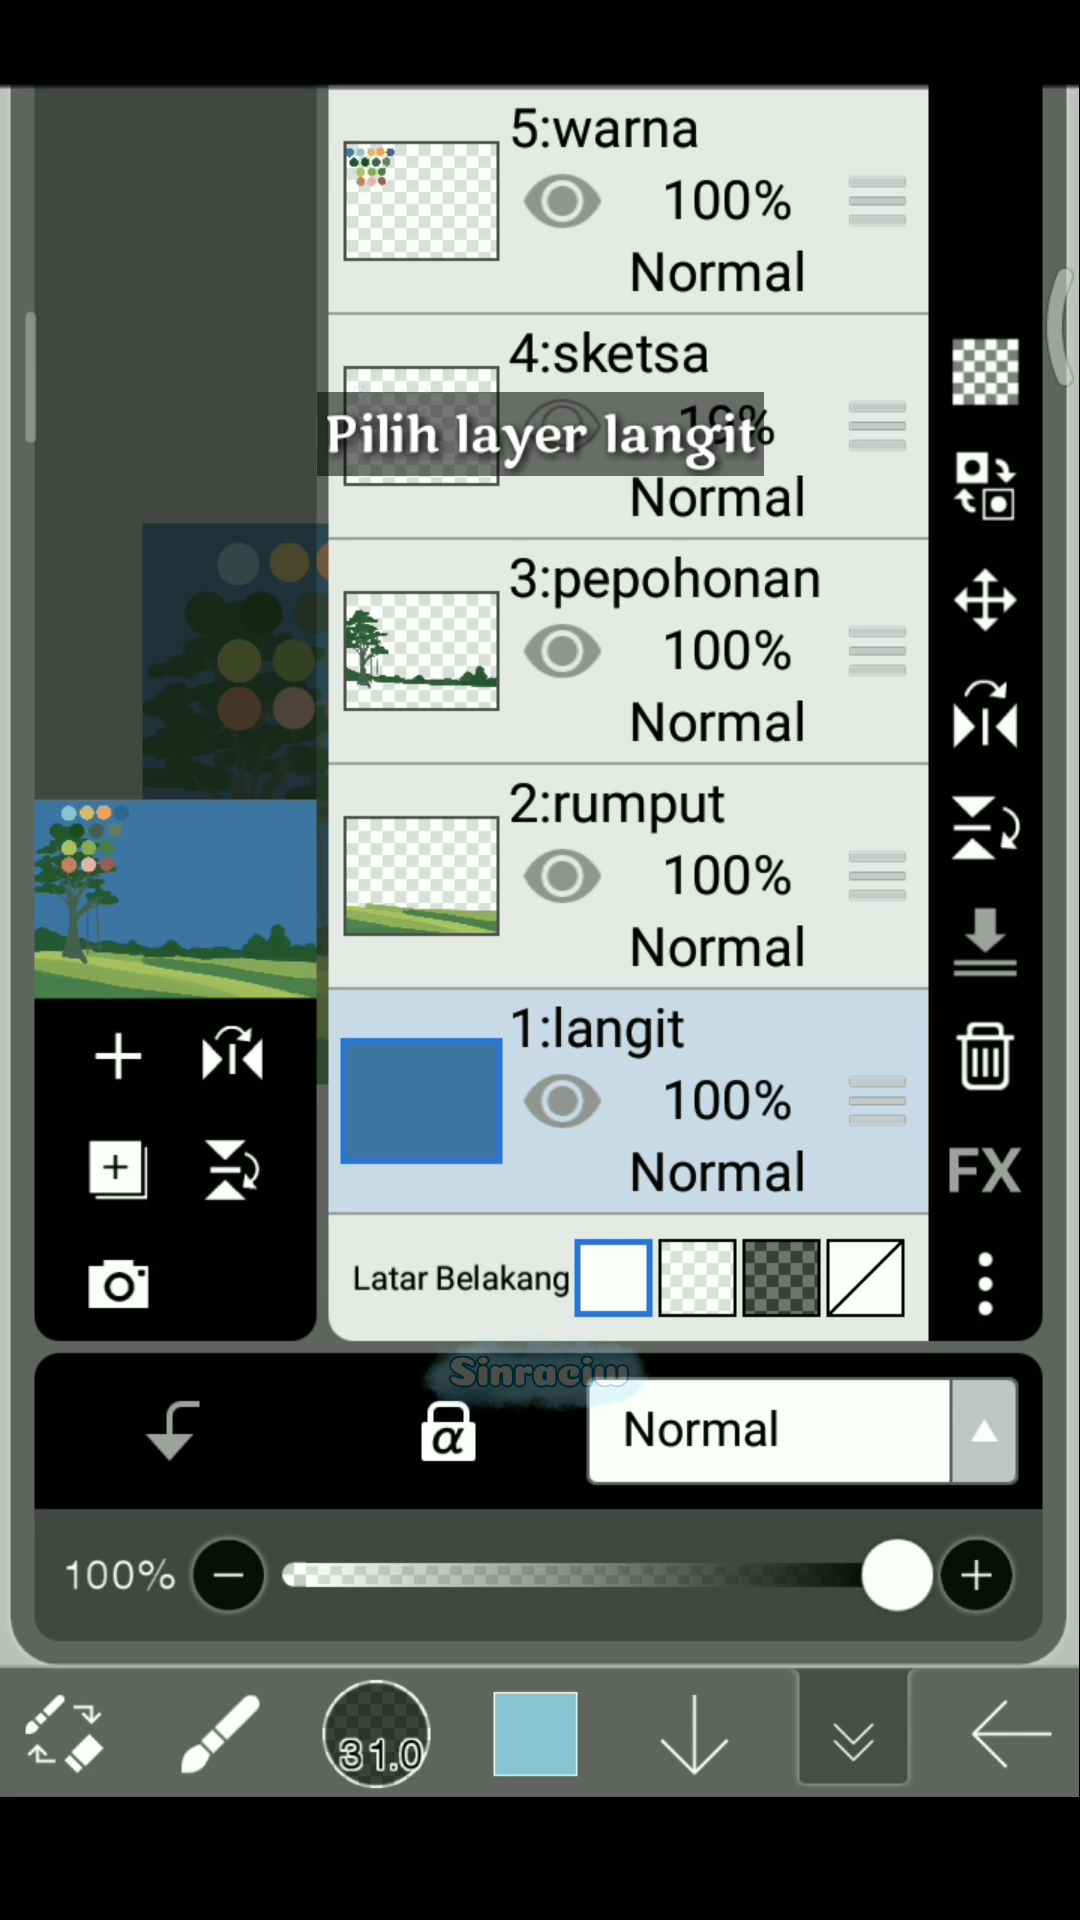 5:warna
100%
Normal
4:sketsa
19%
Pilih layer langit
Normal
3:pepohonan
100%
Normal
2:rumput
100%
Normal
1:langit
100%
Normal
FX
Latar Belakang
Sinraciw
α
Normal
100%
31.0